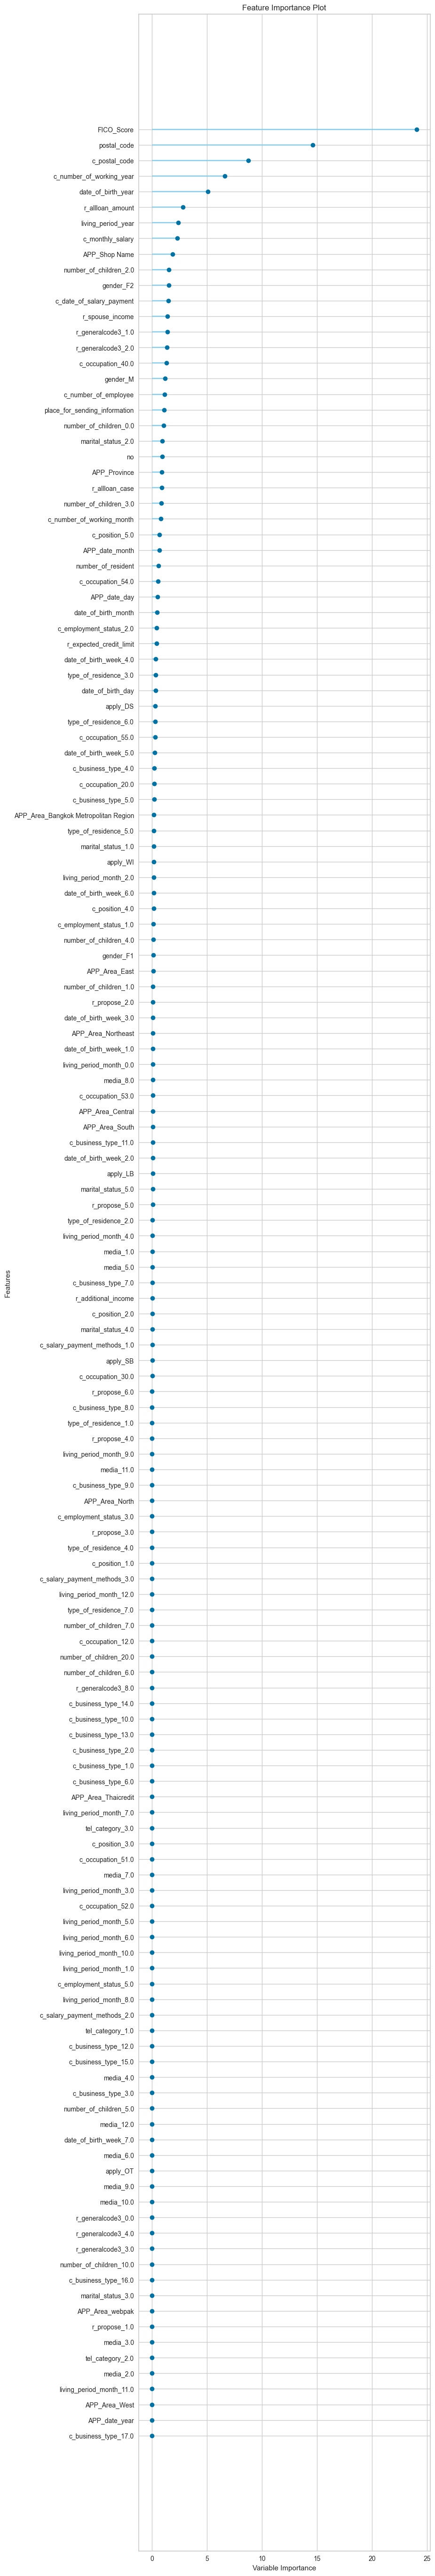 Feature Importance Plot
FICO_Score
postal_code
c_postal_code
c_number_of_working_year
date_of_birth_year
r_allloan_amount
living_period_year
c_monthly_salary
APP_Shop Name
number_of_children_2.0
gender_F2
c_date_of_salary_payment
r_spouse_income
r_generalcode3_1.0
r_generalcode3_2.0
c_occupation_40.0
gender_M
c_number_of_employee
place_for_sending_information
number_of_children_0.0
marital_status_2.0
no
APP_Province
r_allloan_case
number_of_children_3.0
c_number_of_working_month
c_position_5.0
APP_date_month
number_of_resident
c_occupation_54.0
APP_date_day
date_of_birth_month
c_employment_status_2.0
r_expected_credit_limit
date_of_birth_week_4.0
type_of_residence_3.0
date_of_birth_day
apply_DS
type_of_residence_6.0
c_occupation_55.0
date_of_birth_week_5.0
c_business_type_4.0
c_occupation_20.0
c_business_type_5.0
APP_Area_Bangkok Metropolitan Region
type_of_residence_5.0
marital_status_1.0
apply_WI
living_period_month_2.0
date_of_birth_week_6.0
c_position_4.0
c_employment_status_1.0
number_of_children_4.0
gender_F1
APP_Area_East
number_of_children_1.0
r_propose_2.0
date_of_birth_week_3.0
APP_Area_Northeast
date_of_birth_week_1.0
living_period_month_0.0
media_8.0
c_occupation_53.0
APP_Area_Central
APP_Area_South
c_business_type_11.0
date_of_birth_week_2.0
apply_LB
marital_status_5.0
r_propose_5.0
type_of_residence_2.0
living_period_month_4.0
media_1.0
media_5.0
c_business_type_7.0
r_additional_income
c_position_2.0
marital_status_4.0
c_salary_payment_methods_1.0
apply_SB
c_occupation_30.0
r_propose_6.0
c_business_type_8.0
type_of_residence_1.0
r_propose_4.0
living_period_month_9.0
media_11.0
c_business_type_9.0
APP_Area_North
c_employment_status_3.0
r_propose_3.0
type_of_residence_4.0
c_position_1.0
c_salary_payment_methods_3.0
living_period_month_12.0
type_of_residence_7.0
number_of_children_7.0
c_occupation_12.0
number_of_children_20.0
number_of_children_6.0
r_generalcode3_8.0
c_business_type_14.0
c_business_type_10.0
c_business_type_13.0
c_business_type_2.0
c_business_type_1.0
c_business_type_6.0
APP_Area_Thaicredit
living_period_month_7.0
tel_category_3.0
c_position_3.0
c_occupation_51.0
media_7.0
living_period_month_3.0
c_occupation_52.0
living_period_month_5.0
living_period_month_6.0
living_period_month_10.0
living_period_month_1.0
c_employment_status_5.0
living_period_month_8.0
c_salary_payment_methods_2.0
tel_category_1.0
c_business_type_12.0
c_business_type_15.0
media_4.0
c_business_type_3.0
number_of_children_5.0
media_12.0
date_of_birth_week_7.0
media_6.0
apply_OT
media_9.0
media_10.0
r_generalcode3_0.0
r_generalcode3_4.0
r_generalcode3_3.0
number_of_children_10.0
c_business_type_16.0
marital_status_3.0
APP_Area_webpak
r_propose_1.0
media_3.0
tel_category_2.0
media_2.0
living_period_month_11.0
APP_Area_West
APP_date_year
c_business_type_17.0
Features
0 5 10 15 20 25
Variable Importance